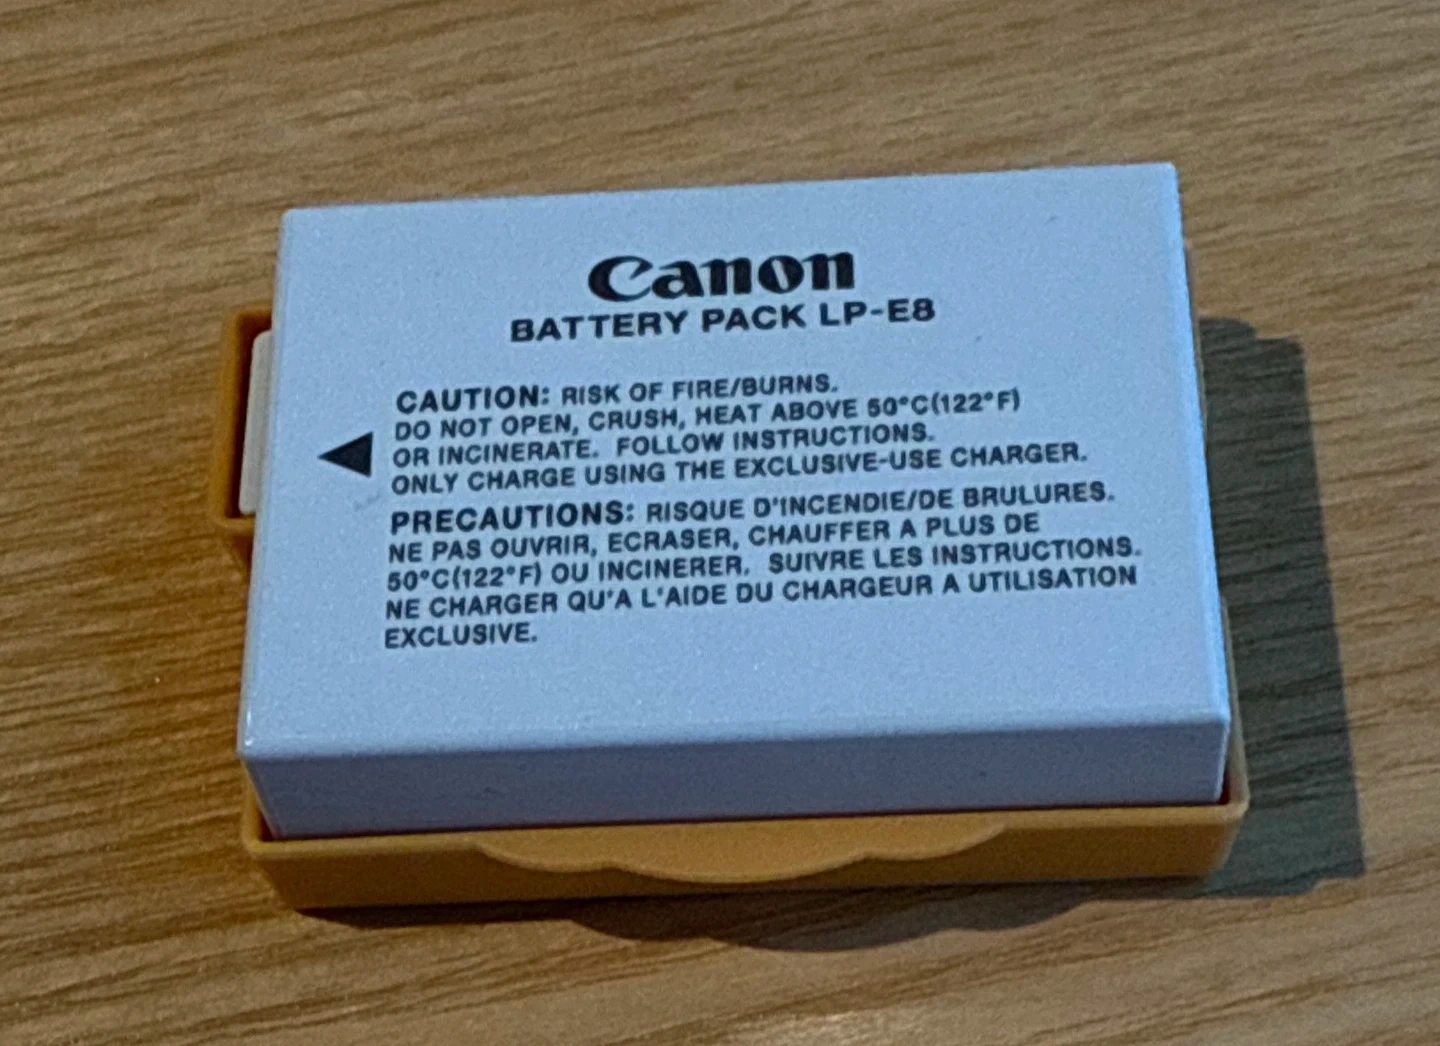 Canon
BATTERY PACK LP-E8
CAUTION: RISK OF FIRE/BURNS.
DO NOT OPEN, CRUSH, HEAT ABOVE 50°C(122°F)
OR INCINERATE. FOLLOW INSTRUCTIONS.
ONLY CHARGE USING THE EXCLUSIVE-USE CHARGER.
PRECAUTIONS: RISQUE D'INCENDIE/DE BRULURES.
NE PAS OUVRIR, ECRASER, CHAUFFER A PLUS DE
50°C(122°F) OU INCINERER. SUIVRE LES INSTRUCTIONS.
NE CHARGER QU'A L'AIDE DU CHARGEUR A UTILISATION
EXCLUSIVE.